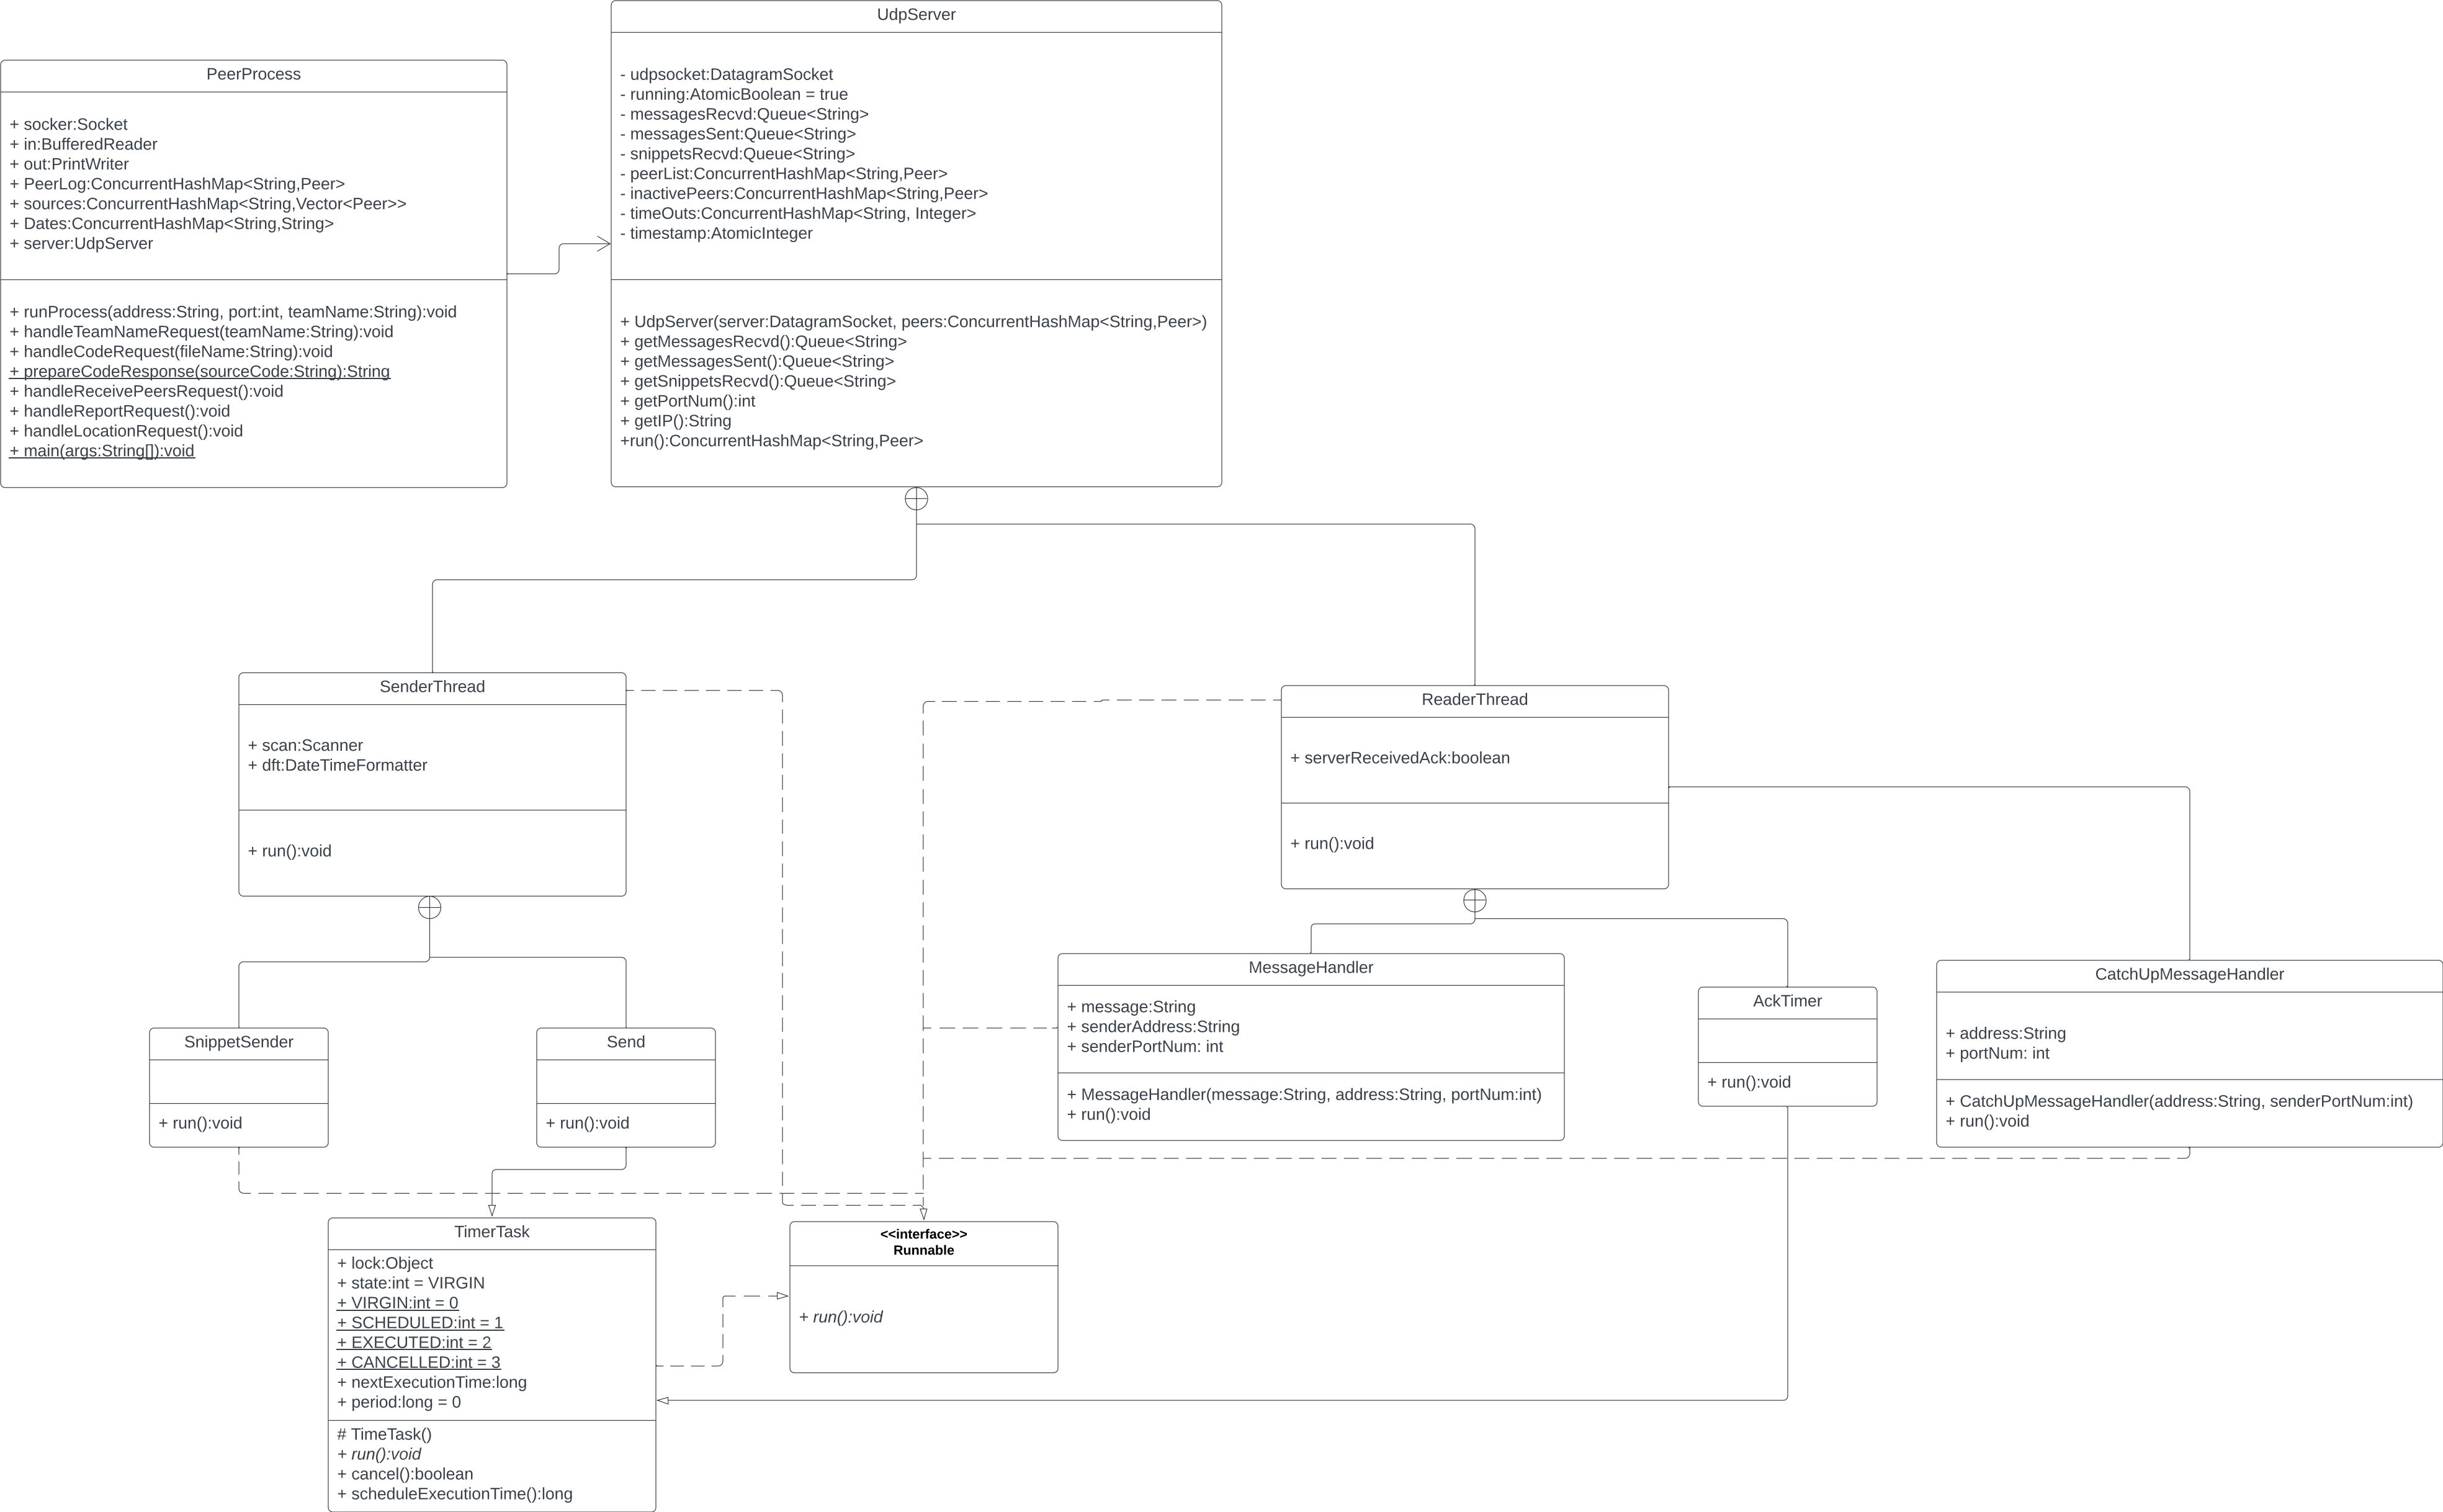 UdpServer
- udpsocket:DatagramSocket
- running:AtomicBoolean = true
- messagesRecvd:Queue<String>
- messagesSent:Queue<String>
- snippetsRecvd:Queue<String>
- peerList:ConcurrentHashMap<String,Peer>
- inactivePeers:ConcurrentHashMap<String,Peer>
- timeOuts:ConcurrentHashMap<String, Integer>
- timestamp:AtomicInteger
+ UdpServer(server:DatagramSocket, peers:ConcurrentHashMap<String,Peer>)
+ getMessagesRecvd():Queue<String>
+ getMessagesSent():Queue<String>
+ getSnippetsRecvd():Queue<String>
+ getPortNum():int
+ getIP():String
+run():ConcurrentHashMap<String,Peer>
PeerProcess
+ socker:Socket
+ in:BufferedReader
+ out:PrintWriter
+ PeerLog:ConcurrentHashMap<String,Peer>
+ sources:ConcurrentHashMap<String,Vector<Peer>>
+ Dates:ConcurrentHashMap<String,String>
+ server:UdpServer
+ runProcess(address:String, port:int, teamName:String):void
+ handleTeamNameRequest(teamName:String):void
+ handleCodeRequest(fileName:String):void
+ prepareCodeResponse(sourceCode:String):String
+ handleReceivePeersRequest():void
+ handleReportRequest():void
+ handleLocationRequest():void
+ main(args:String[]):void
SenderThread
+ scan:Scanner
+ dft:DateTimeFormatter
+ run():void
ReaderThread
+ serverReceivedAck:boolean
+ run():void
MessageHandler
+ message:String
+ senderAddress:String
+ senderPortNum: int
+ MessageHandler(message:String, address:String, portNum:int)
+ run():void
AckTimer
+ run():void
CatchUpMessageHandler
+ address:String
+ portNum: int
+ CatchUpMessageHandler(address:String, senderPortNum:int)
+ run():void
SnippetSender
+ run():void
Send
+ run():void
TimerTask
+ lock:Object
+ state:int = VIRGIN
+ VIRGIN:int = 0
+ SCHEDULED:int = 1
+ EXECUTED:int = 2
+ CANCELLED:int = 3
+ nextExecutionTime:long
+ period:long = 0
# TimeTask()
+ run():void
+ cancel():boolean
+ scheduleExecutionTime():long
<<interface>>
Runnable
+ run():void